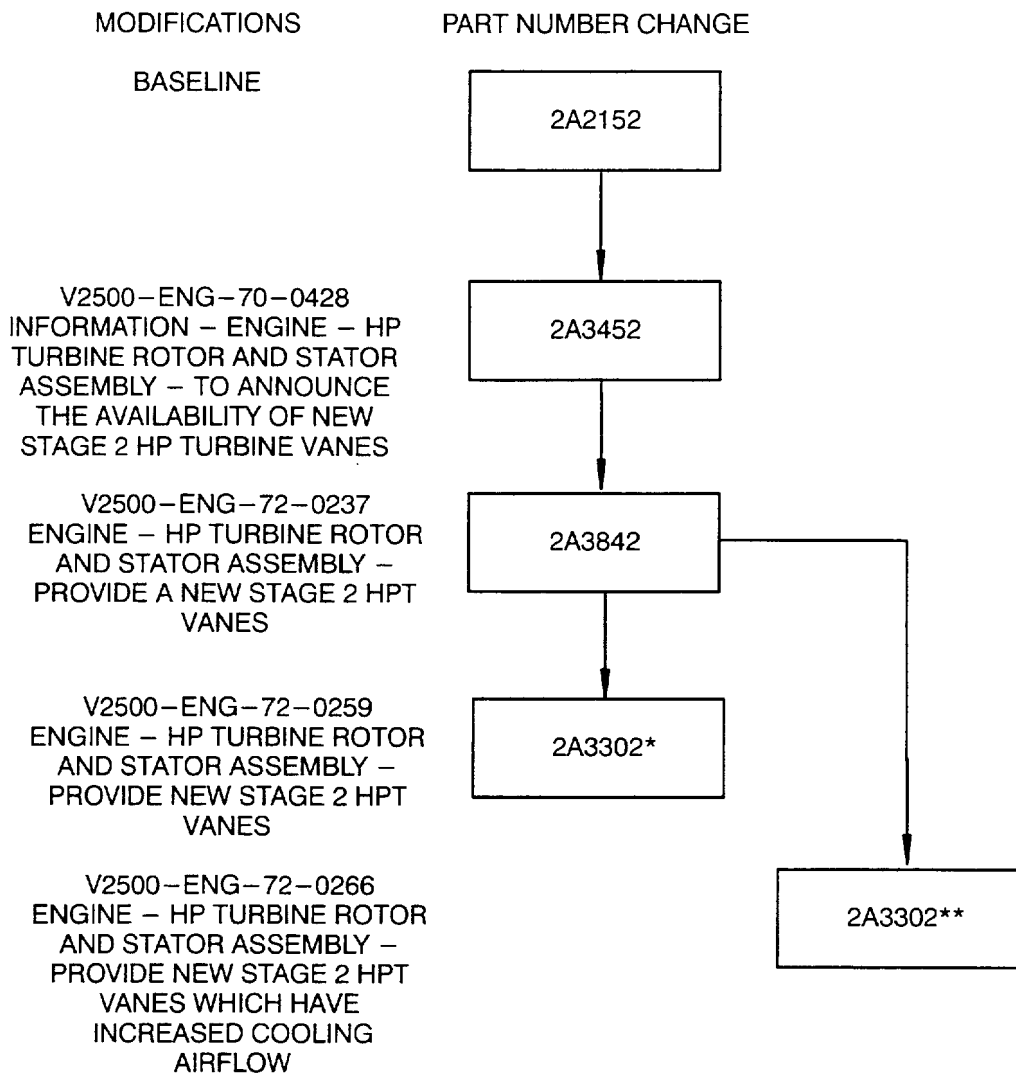 MODIFICATIONS
PART NUMBER CHANGE
BASELINE
2A2152
V2500-ENG-70-0428
INFORMATION - ENGINE - HP
TURBINE ROTOR AND STATOR
ASSEMBLY - TO ANNOUNCE
THE AVAILABILITY OF NEW
STAGE 2 HP TURBINE VANES
2A3452
V2500-ENG-72-0237
ENGINE - HP TURBINE ROTOR
AND STATOR ASSEMBLY -
PROVIDE A NEW STAGE 2 HPT
VANES
2A3842
V2500-ENG-72-0259
ENGINE - HP TURBINE ROTOR
AND STATOR ASSEMBLY -
PROVIDE NEW STAGE 2 HPT
VANES
2A3302*
V2500-ENG-72-0266
ENGINE - HP TURBINE ROTOR
AND STATOR ASSEMBLY -
PROVIDE NEW STAGE 2 HPT
VANES WHICH HAVE
INCREASED COOLING
AIRFLOW
2A3302**